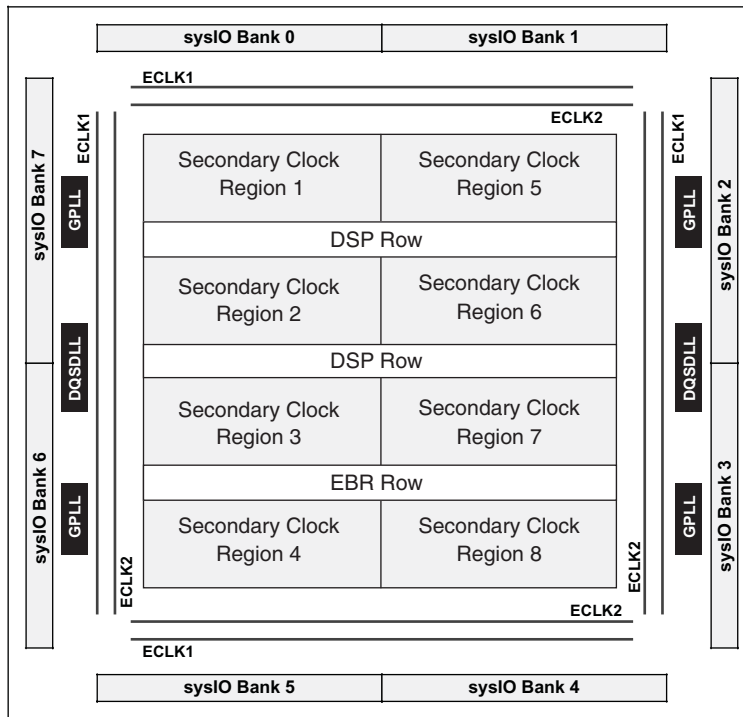 sysIO Bank 0
sysIO Bank 1
ECLK1
ECLK2
sysIO Bank 7
ECLK1
GPLL
DQSDLL
sysIO Bank 6
GPLL
ECLK2
Secondary Clock
Region 1
Secondary Clock
Region 5
DSP Row
Secondary Clock
Region 2
Secondary Clock
Region 6
DSP Row
Secondary Clock
Region 3
Secondary Clock
Region 7
EBR Row
Secondary Clock
Region 4
Secondary Clock
Region 8
ECLK1
GPLL
sysIO Bank 2
DQSDLL
GPLL
sysIO Bank 3
ECLK2
ECLK2
ECLK1
sysIO Bank 5
sysIO Bank 4